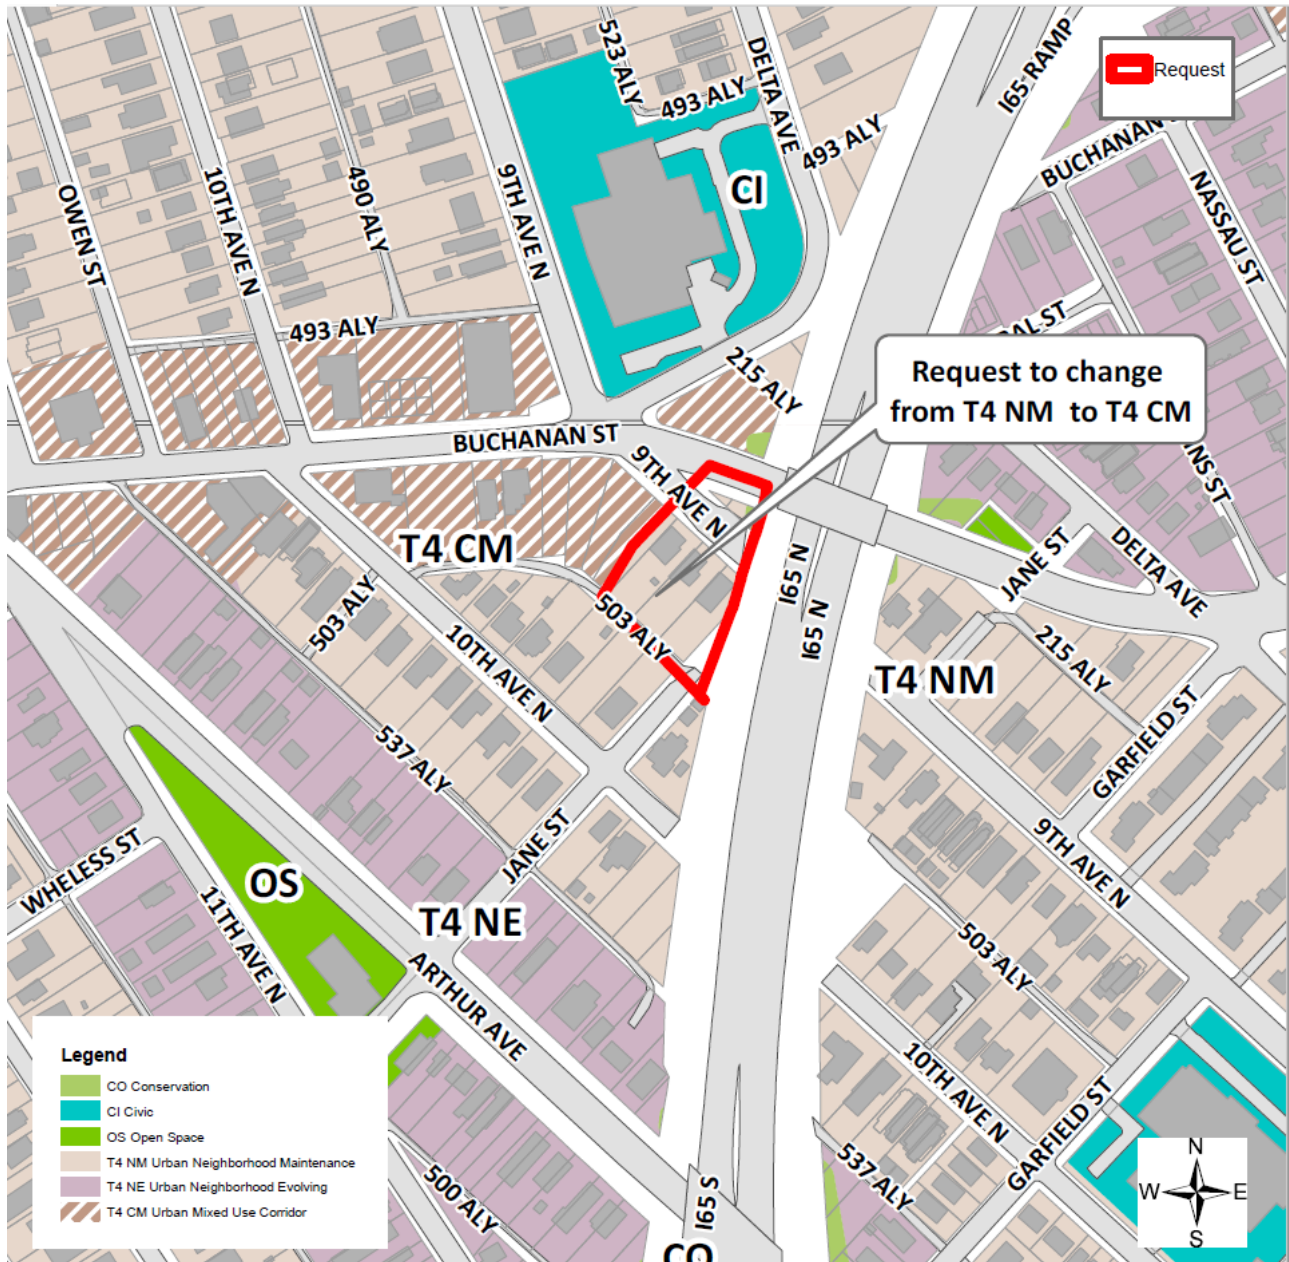 523 ALY
DELTA AVE
I65 RAMP
Request
493 ALY
493 ALY
BUCHANAN
OWEN ST
10TH AVE N
490 ALY
9TH AVE N
CI
NASSAU ST
493 ALY
215 ALY
Request to change
from T4 NM to T4 CM
BUCHANAN ST
9TH AVE N
T4 CM
503 ALY
503 ALY
10TH AVE N
I65 N
I65 N
JANE ST
DELTA AVE
T4 NM
215 ALY
GARFIELD ST
537 ALY
JANE ST
WHELESS ST
OS
11TH AVE N
T4 NE
ARTHUR AVE
9TH AVE N
503 ALY
10TH AVE N
GARFIELD ST
537 ALY
500 ALY
I65 S
CO
Legend
CO Conservation
CI Civic
OS Open Space
T4 NM Urban Neighborhood Maintenance
T4 NE Urban Neighborhood Evolving
T4 CM Urban Mixed Use Corridor
N
W E
S